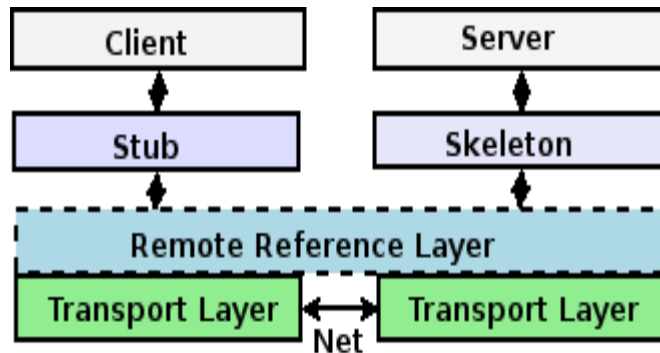 Client
Server
Stub
Skeleton
Remote Reference Layer
Transport Layer
Transport Layer
Net